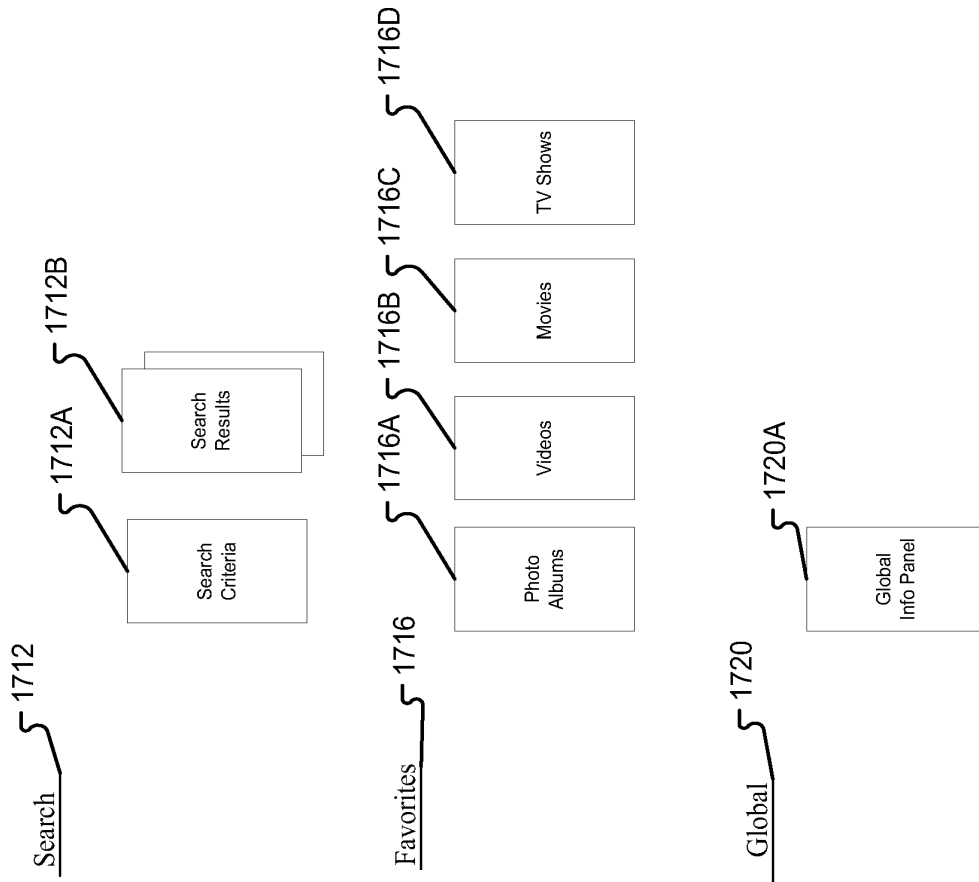 Search
1712
1712A
1712B
Search
Criteria
Search
Results
Favorites
1716
1716A
1716B
1716C
1716D
Photo
Albums
Videos
Movies
TV Shows
Global
1720
1720A
Global
Info Panel